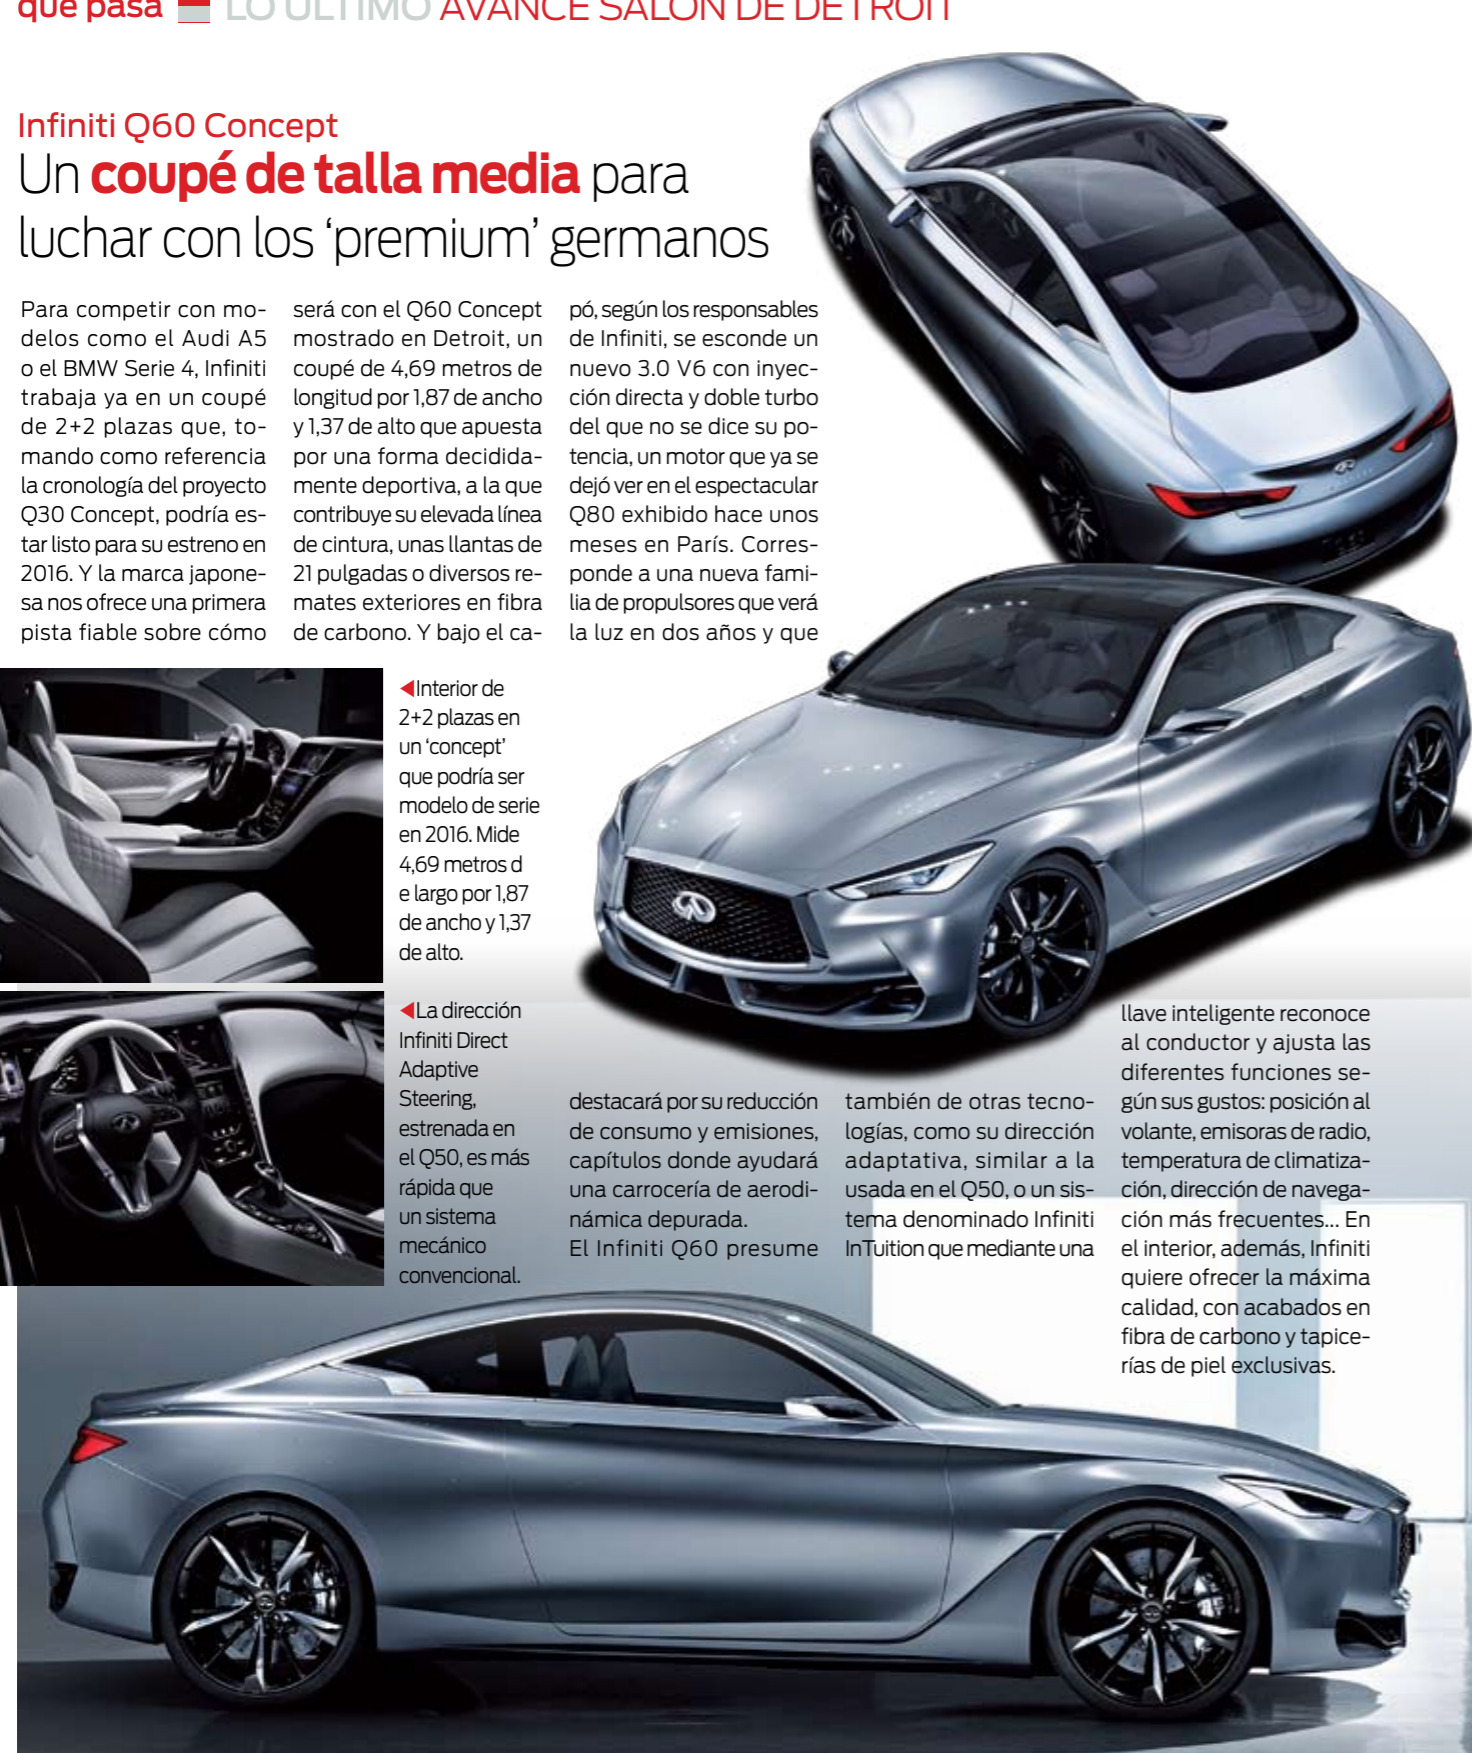 qué pasa LO ÚLTIMO AVANCE SALÓN DE DETROIT
Infiniti Q60 Concept
Un coupé de talla media para
luchar con los ‘premium’ germanos
Para competir con mo-
delos como el Audi A5
o el BMW Serie 4, Infiniti
trabaja ya en un coupé
de 2+2 plazas que, to-
mando como referencia
la cronología del proyecto
Q30 Concept, podría es-
tar listo para su estreno en
2016. Y la marca japone-
sa nos ofrece una primera
pista fiable sobre cómo
será con el Q60 Concept
mostrado en Detroit, un
coupé de 4,69 metros de
longitud por 1,87 de ancho
y 1,37 de alto que apuesta
por una forma decidida-
mente deportiva, a la que
contribuye su elevada línea
de cintura, unas llantas de
21 pulgadas o diversos re-
mates exteriores en fibra
de carbono. Y bajo el ca-
pó, según los responsables
de Infiniti, se esconde un
nuevo 3.0 V6 con inyec-
ción directa y doble turbo
del que no se dice su po-
tencia, un motor que ya se
dejó ver en el espectacular
Q80 exhibido hace unos
meses en París. Corres-
ponde a una nueva fami-
lia de propulsores que verá
la luz en dos años y que
destacará por su reducción
de consumo y emisiones,
capítulos donde ayudará
una carrocería de aerodi-
námica depurada.
El Infiniti Q60 presume
también de otras tecno-
logías, como su dirección
adaptativa, similar a la
usada en el Q50, o un sis-
tema denominado Infiniti
InTuition que mediante una
llave inteligente reconoce
al conductor y ajusta las
diferentes funciones se-
gún sus gustos: posición al
volante, emisoras de radio,
temperatura de climatiza-
ción, dirección de navega-
ción más frecuentes... En
el interior, además, Infiniti
quiere ofrecer la máxima
calidad, con acabados en
fibra de carbono y tapice-
rías de piel exclusivas.
◀Interior de
2+2 plazas en
un ‘concept’
que podría ser
modelo de serie
en 2016. Mide
4,69 metros d
e largo por 1,87
de ancho y 1,37
de alto.
◀La dirección
Infiniti Direct
Adaptive
Steering,
estrenada en
el Q50, es más
rápida que
un sistema
mecánico
convencional.